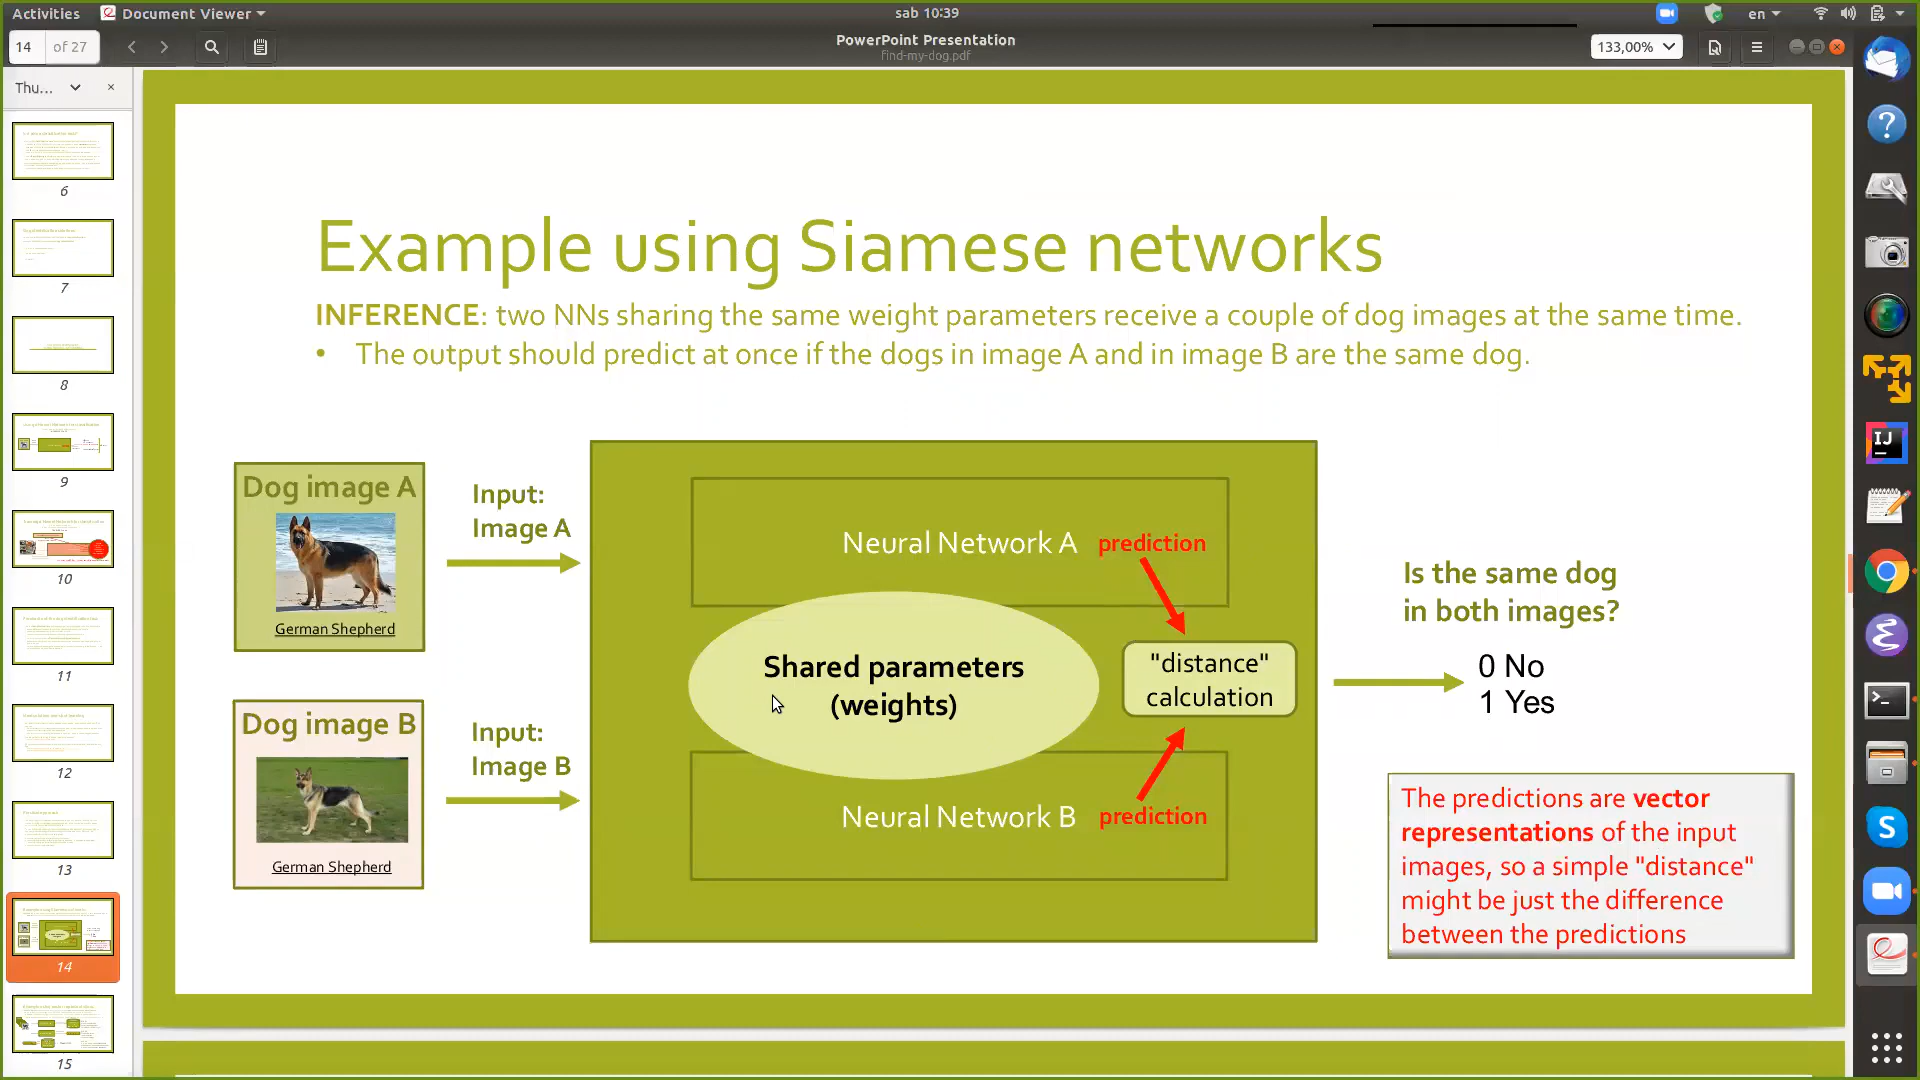 Activities
Document Viewer
sab 10:39
en
14
of 27
PowerPoint Presentation
find-my-dog.pdf
133,00%
Thu...
6
7
8
9
10
11
12
13
14
15
Example using Siamese networks
INFERENCE: two NNs sharing the same weight parameters receive a couple of dog images at the same time.
• The output should predict at once if the dogs in image A and in image B are the same dog.
Dog image A
German Shepherd
Input:
Image A
Dog image B
German Shepherd
Input:
Image B
Neural Network A
prediction
Shared parameters
(weights)
"distance"
calculation
Neural Network B
prediction
Is the same dog
in both images?
0 No
1 Yes
The predictions are vector
representations of the input
images, so a simple "distance"
might be just the difference
between the predictions
IJ